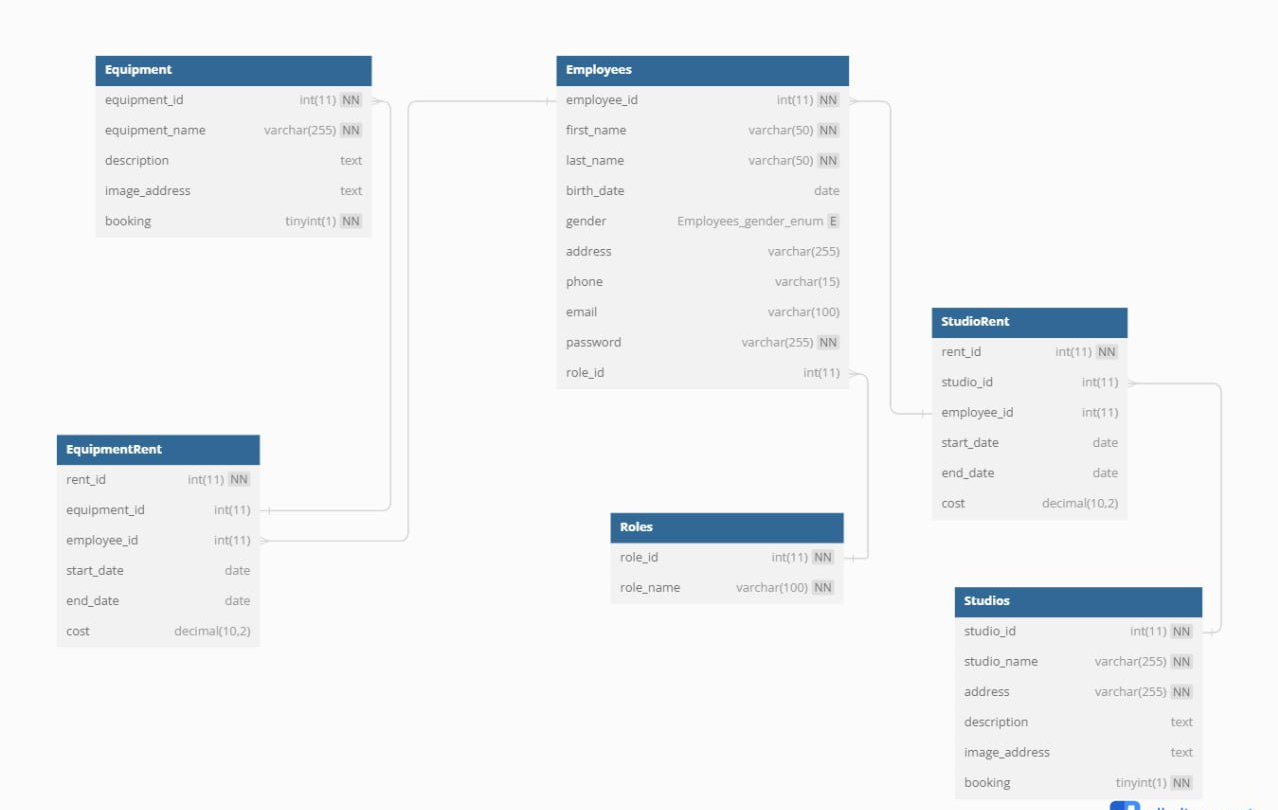 Equipment
equipment_id int(11) NN
equipment_name varchar(255) NN
description text
image_address text
booking tinyint(1) NN
Employees
employee_id int(11) NN
first_name varchar(50) NN
last_name varchar(50) NN
birth_date date
gender Employees_gender_enum E
address varchar(255)
phone varchar(15)
email varchar(100)
password varchar(255) NN
role_id int(11)
StudioRent
rent_id int(11) NN
studio_id int(11)
employee_id int(11)
start_date date
end_date date
cost decimal(10,2)
EquipmentRent
rent_id int(11) NN
equipment_id int(11)
employee_id int(11)
start_date date
end_date date
cost decimal(10,2)
Roles
role_id int(11) NN
role_name varchar(100) NN
Studios
studio_id int(11) NN
studio_name varchar(255) NN
address varchar(255) NN
description text
image_address text
booking tinyint(1) NN